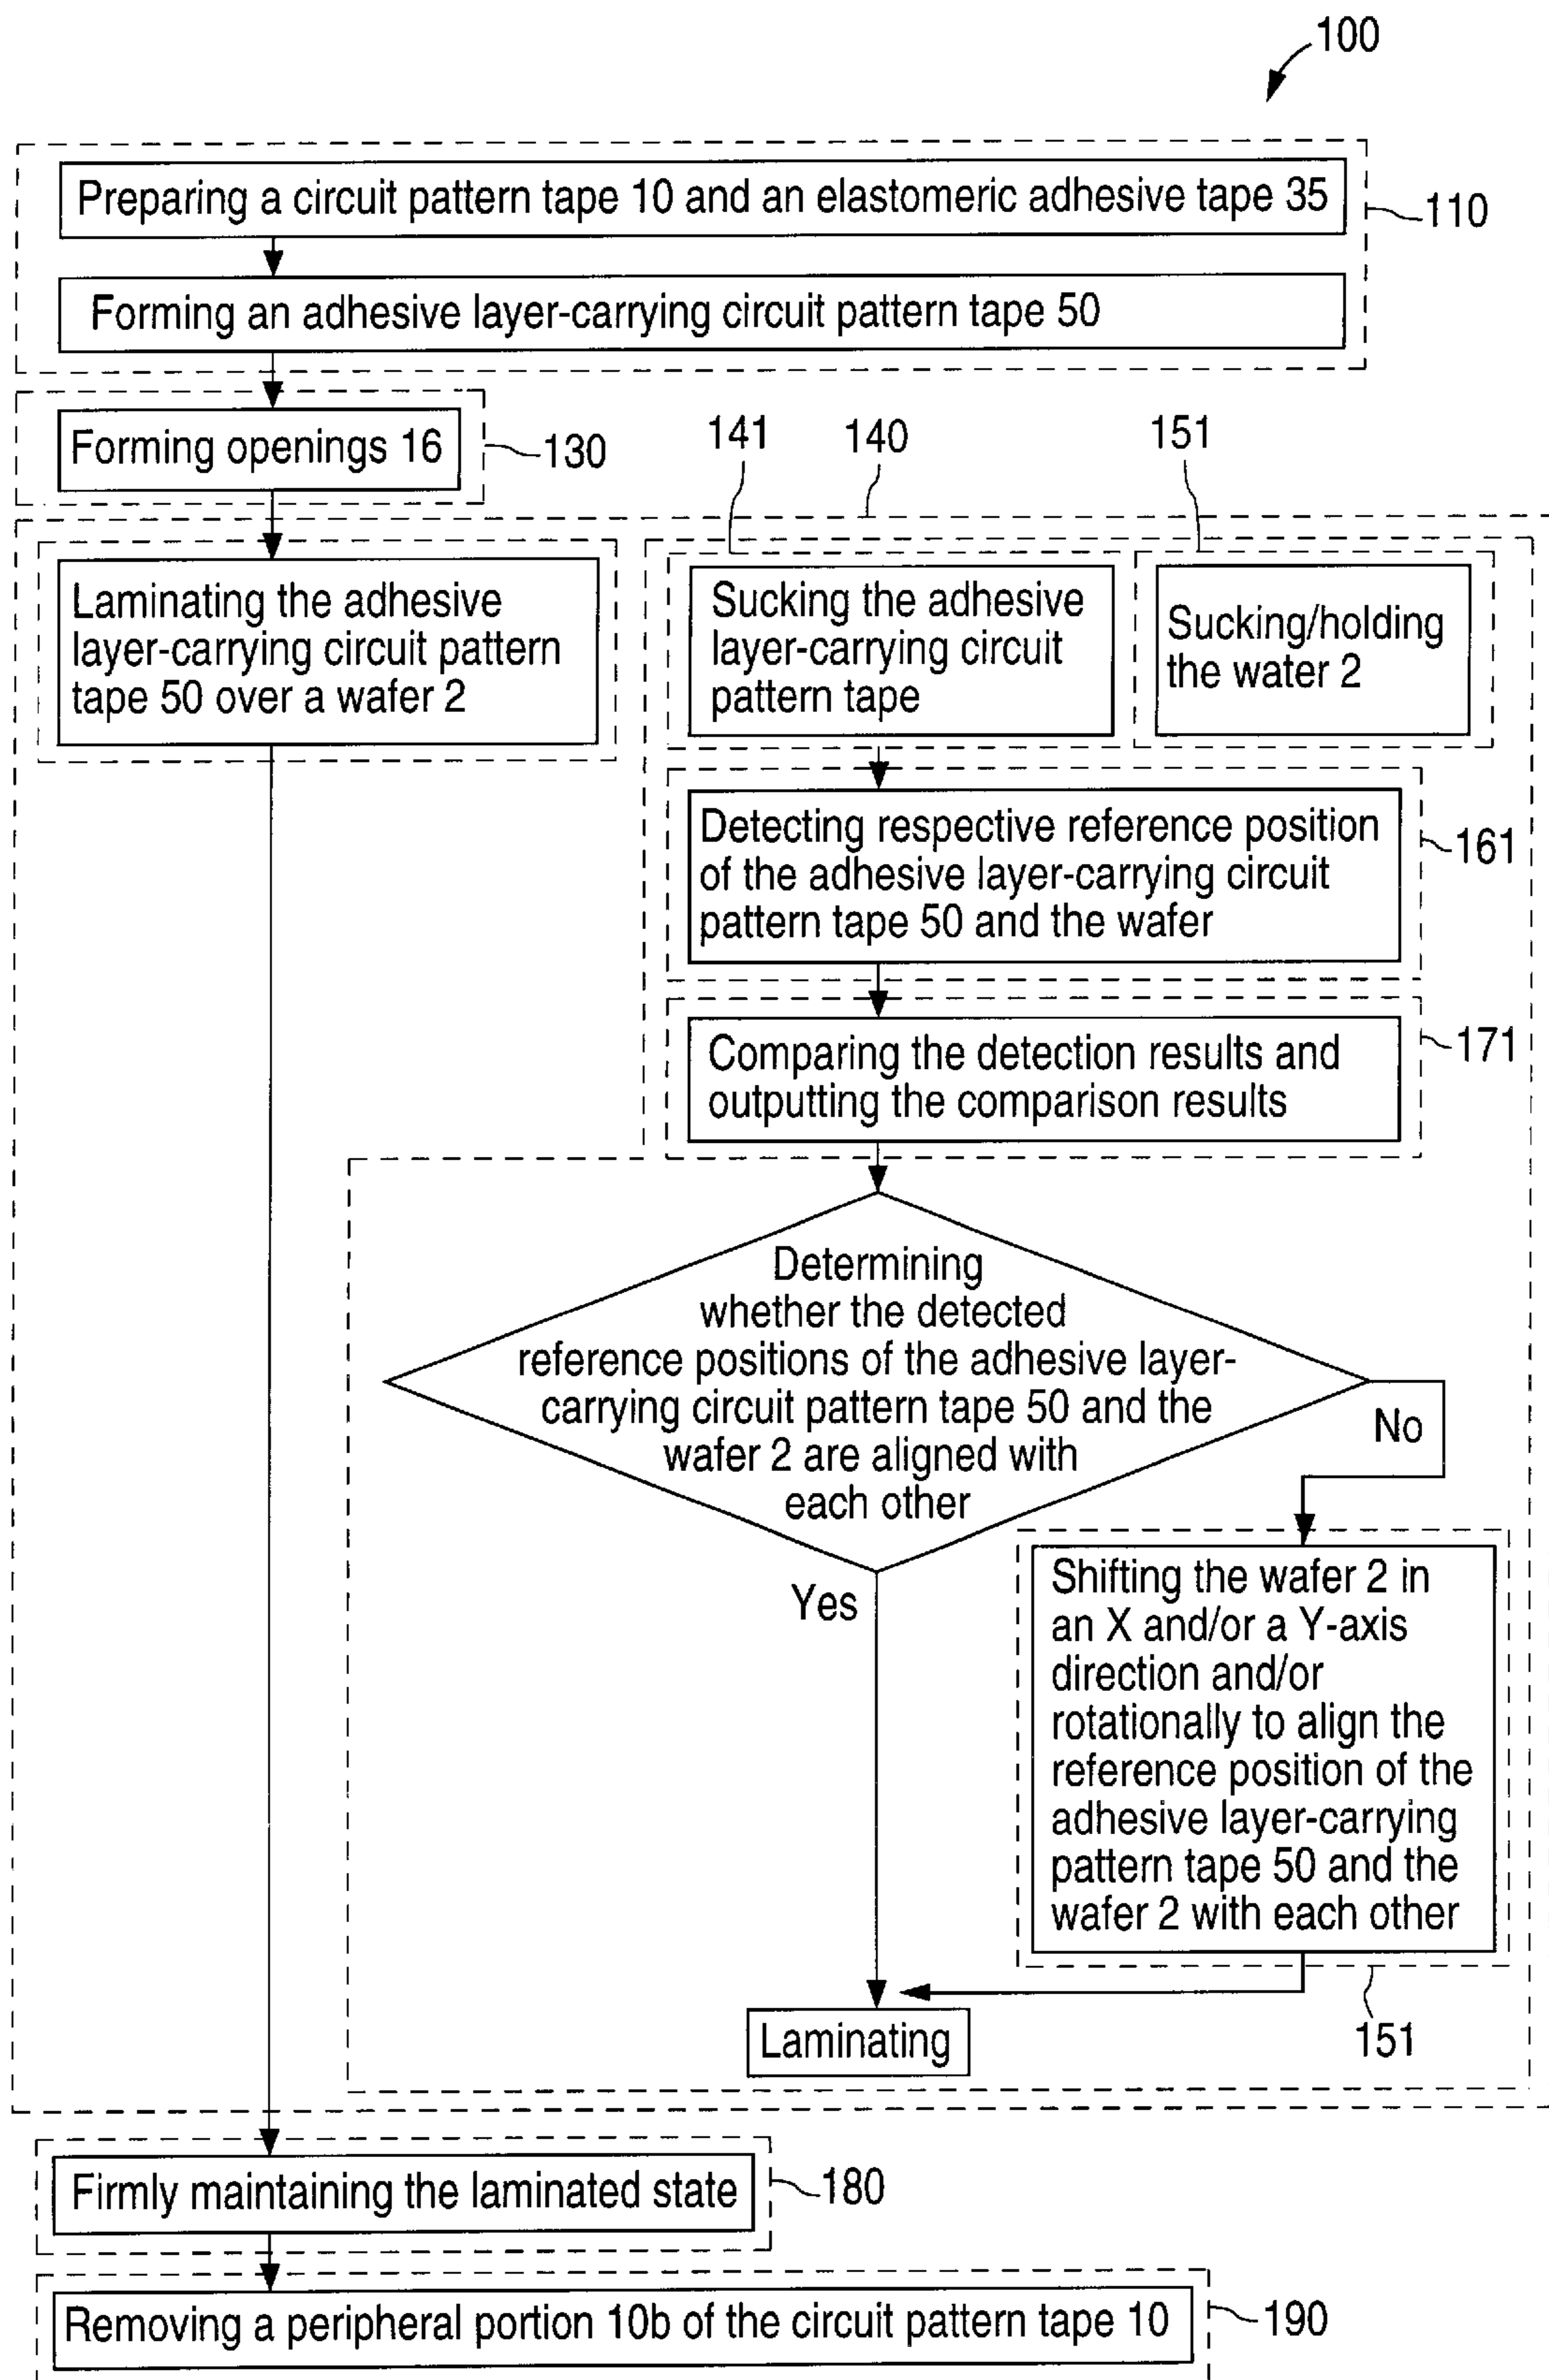 100
Preparing a circuit pattern tape 10 and an elastomeric adhesive tape 35
110
Forming an adhesive layer-carrying circuit pattern tape 50
Forming openings 16
130
141
140
151
Laminating the adhesive
layer-carrying circuit pattern
tape 50 over a wafer 2
Sucking the adhesive
layer-carrying circuit
pattern tape
Sucking/holding
the water 2
Detecting respective reference position
of the adhesive layer-carrying circuit
pattern tape 50 and the wafer
161
Comparing the detection results and
outputting the comparison results
171
Determining
whether the detected
reference positions of the adhesive layer-
carrying circuit pattern tape 50 and the
wafer 2 are aligned with
each other
No
Yes
Shifting the wafer 2 in
an X and/or a Y-axis
direction and/or
rotationally to align the
reference position of the
adhesive layer-carrying
pattern tape 50 and the
wafer 2 with each other
151
Laminating
Firmly maintaining the laminated state
180
Removing a peripheral portion 10b of the circuit pattern tape 10
190